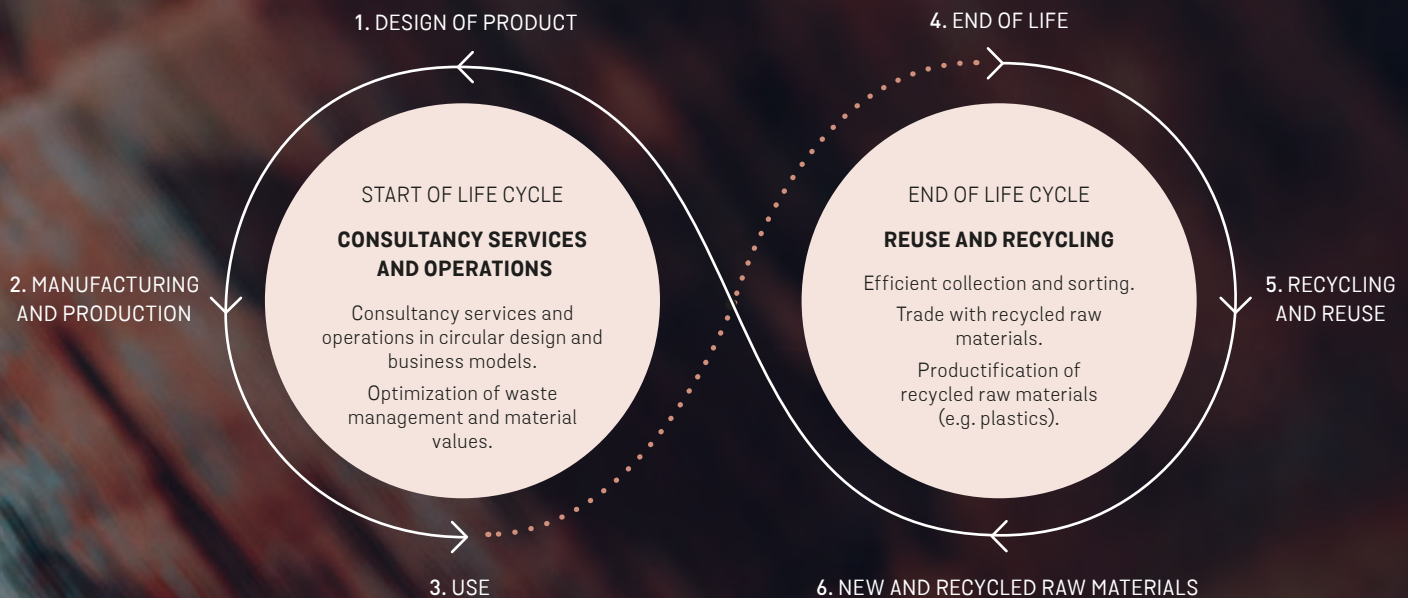 1. DESIGN OF PRODUCT
4. END OF LIFE
START OF LIFE CYCLE
CONSULTANCY SERVICES
AND OPERATIONS
Consultancy services and
operations in circular design and
business models.
Optimization of waste
management and material
values.
END OF LIFE CYCLE
REUSE AND RECYCLING
Efficient collection and sorting.
Trade with recycled raw
materials.
Productification of
recycled raw materials
(e.g. plastics).
2. MANUFACTURING
AND PRODUCTION
5. RECYCLING
AND REUSE
3. USE
6. NEW AND RECYCLED RAW MATERIALS